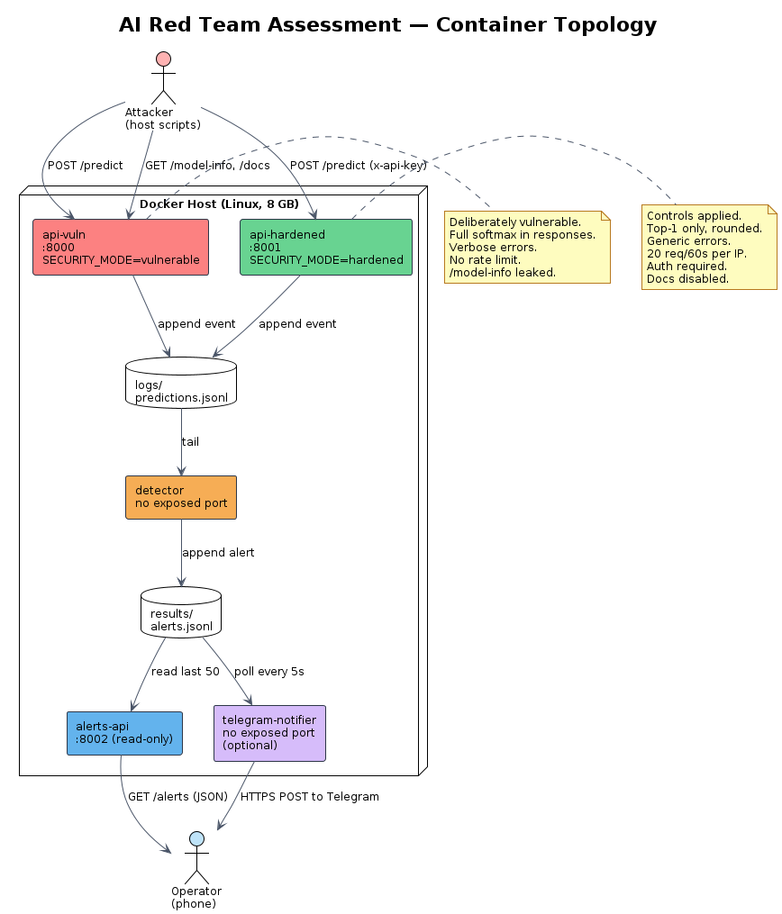 AI Red Team Assessment — Container Topology
Attacker
(host scripts)
POST /predict
GET /model-info, /docs
POST /predict (x-api-key)
Docker Host (Linux, 8 GB)
api-vuln
:8000
SECURITY_MODE=vulnerable
api-hardened
:8001
SECURITY_MODE=hardened
Deliberately vulnerable.
Full softmax in responses.
Verbose errors.
No rate limit.
/model-info leaked.
Controls applied.
Top-1 only, rounded.
Generic errors.
20 req/60s per IP.
Auth required.
Docs disabled.
append event
append event
logs/
predictions.jsonl
tail
detector
no exposed port
append alert
results/
alerts.jsonl
read last 50
poll every 5s
alerts-api
:8002 (read-only)
telegram-notifier
no exposed port
(optional)
GET /alerts (JSON)
HTTPS POST to Telegram
Operator
(phone)